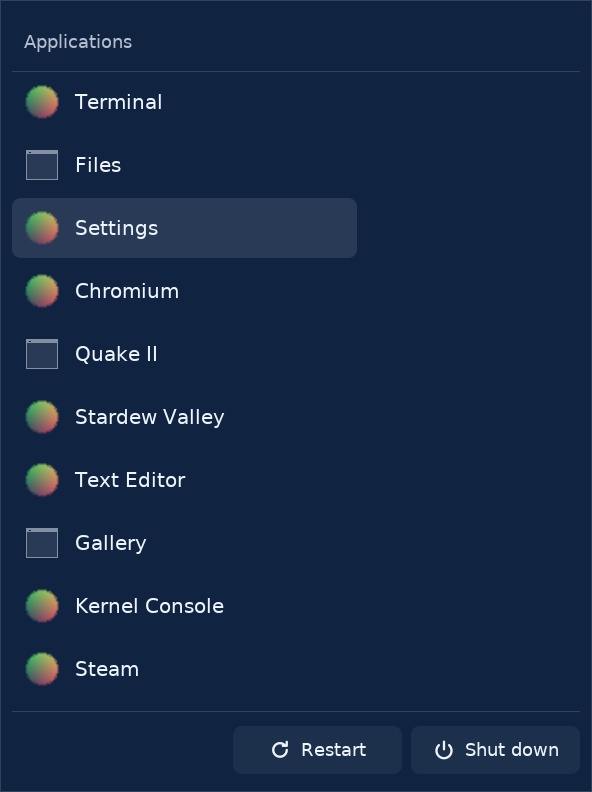 Applications
Terminal
Files
Settings
Chromium
Quake II
Stardew Valley
Text Editor
Gallery
Kernel Console
Steam
Restart
Shut down